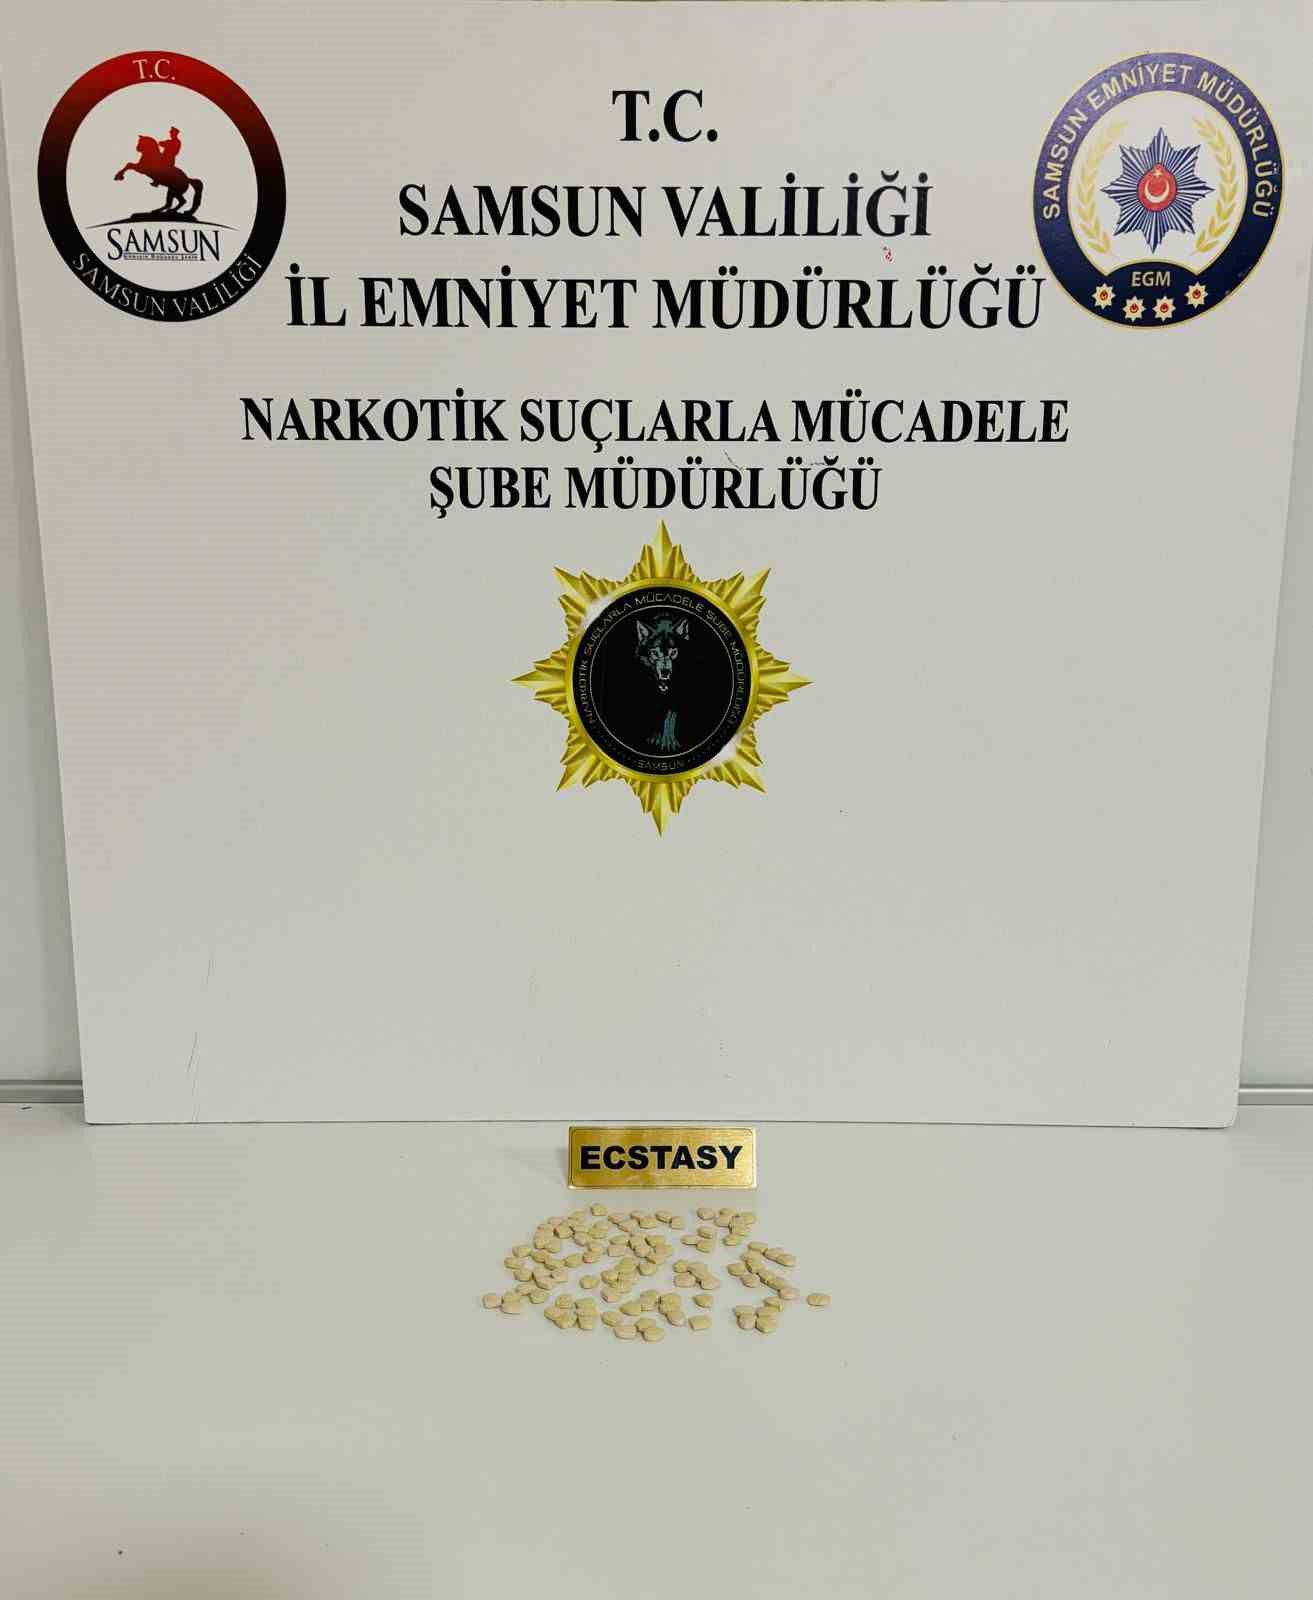 T.C.
SAMSUN
SAMSUN VALİLİĞİ
T.C.
SAMSUN VALİLİĞİ
İL EMNİYET MÜDÜRLÜĞÜ
SAMSUN EMNİYET MÜDÜRLÜĞÜ
EGM
NARKOTİK SUÇLARLA MÜCADELE
ŞUBE MÜDÜRLÜĞÜ
NARKOTİK SUÇLARLA MÜCADELE ŞUBE MÜDÜRLÜĞÜ
SAMSUN
ECSTASY